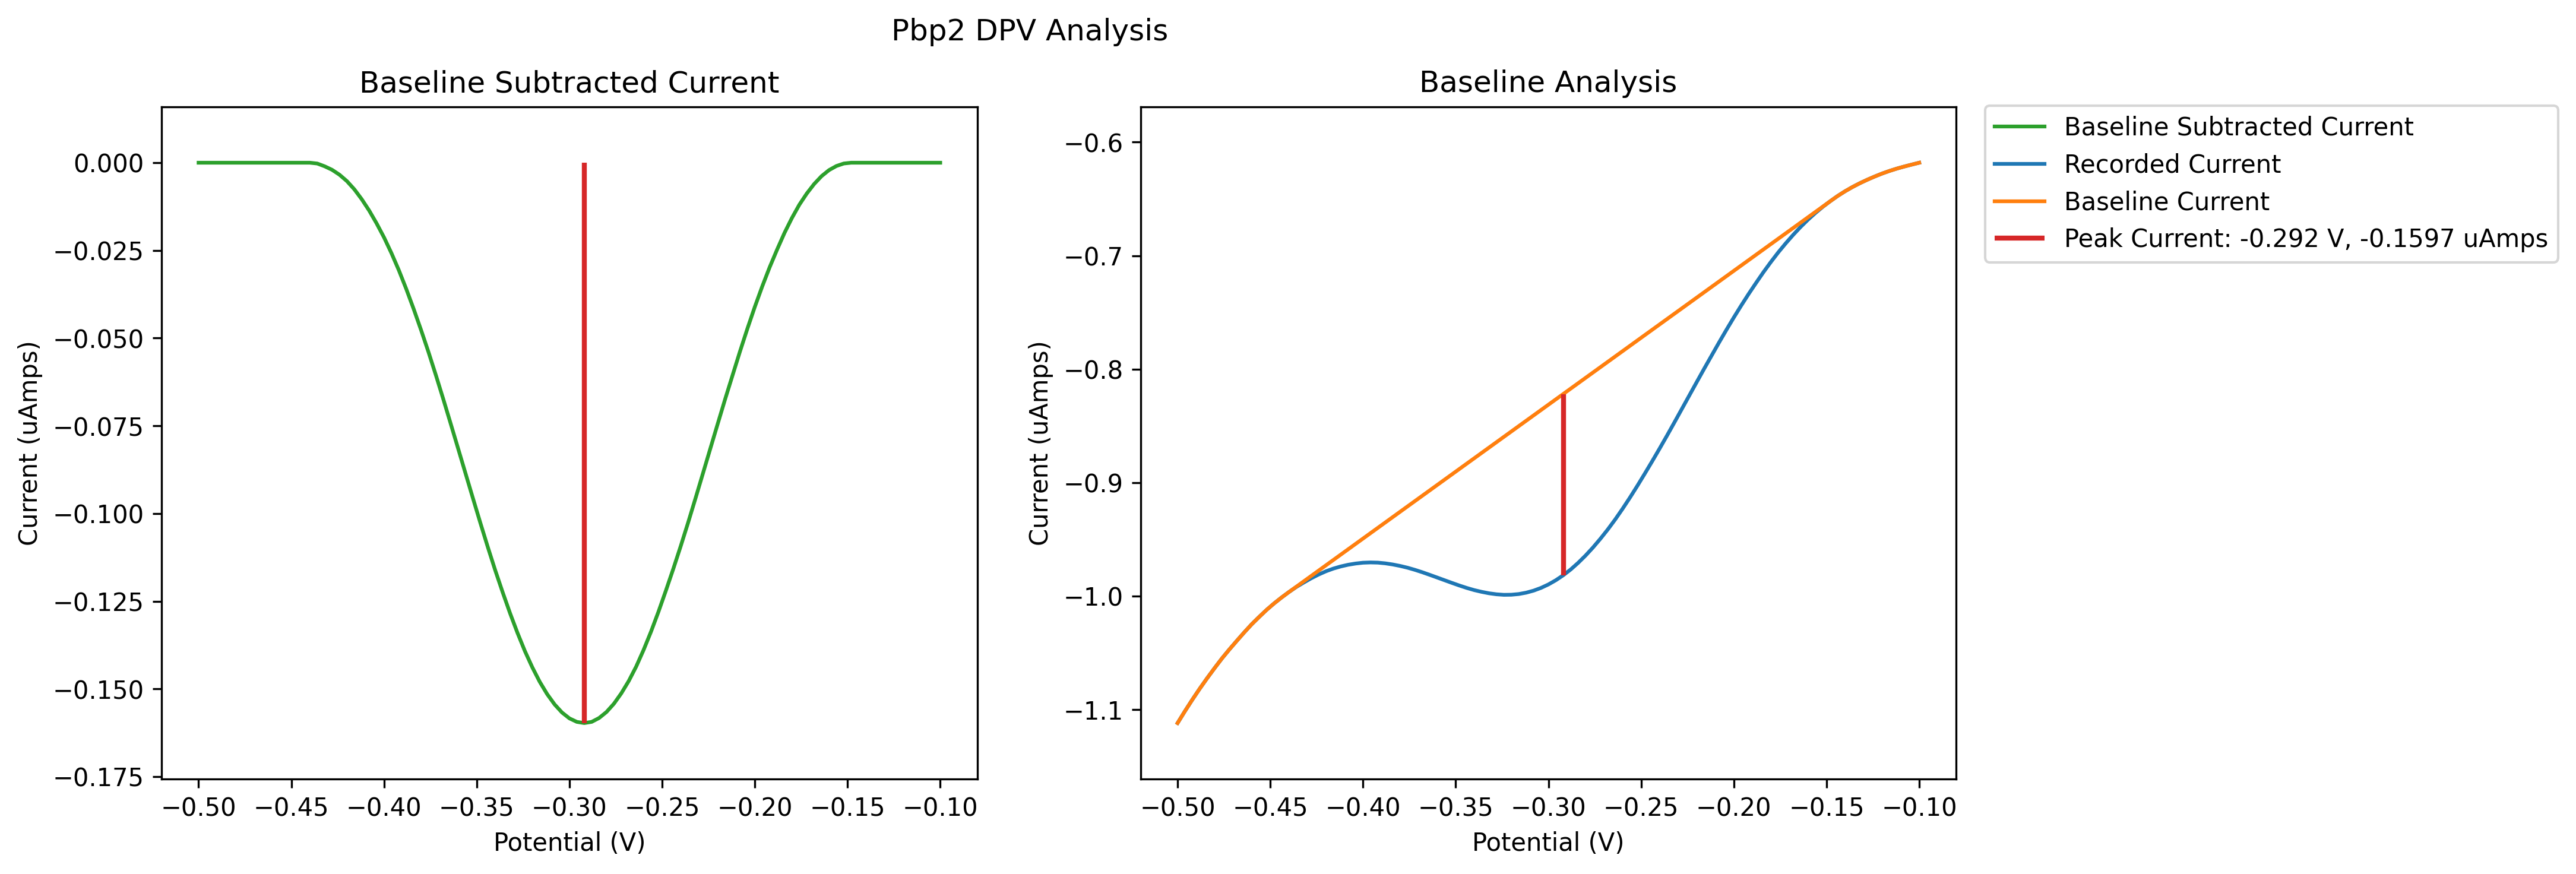 Pbp2 DPV Analysis
Baseline Subtracted Current
Current (uAmps)
0.000
−0.025
−0.050
−0.075
−0.100
−0.125
−0.150
−0.175
−0.50 −0.45 −0.40 −0.35 −0.30 −0.25 −0.20 −0.15 −0.10
Potential (V)
Baseline Analysis
Current (uAmps)
−0.6
−0.7
−0.8
−0.9
−1.0
−1.1
−0.50 −0.45 −0.40 −0.35 −0.30 −0.25 −0.20 −0.15 −0.10
Potential (V)
Baseline Subtracted Current
Recorded Current
Baseline Current
Peak Current: -0.292 V, -0.1597 uAmps